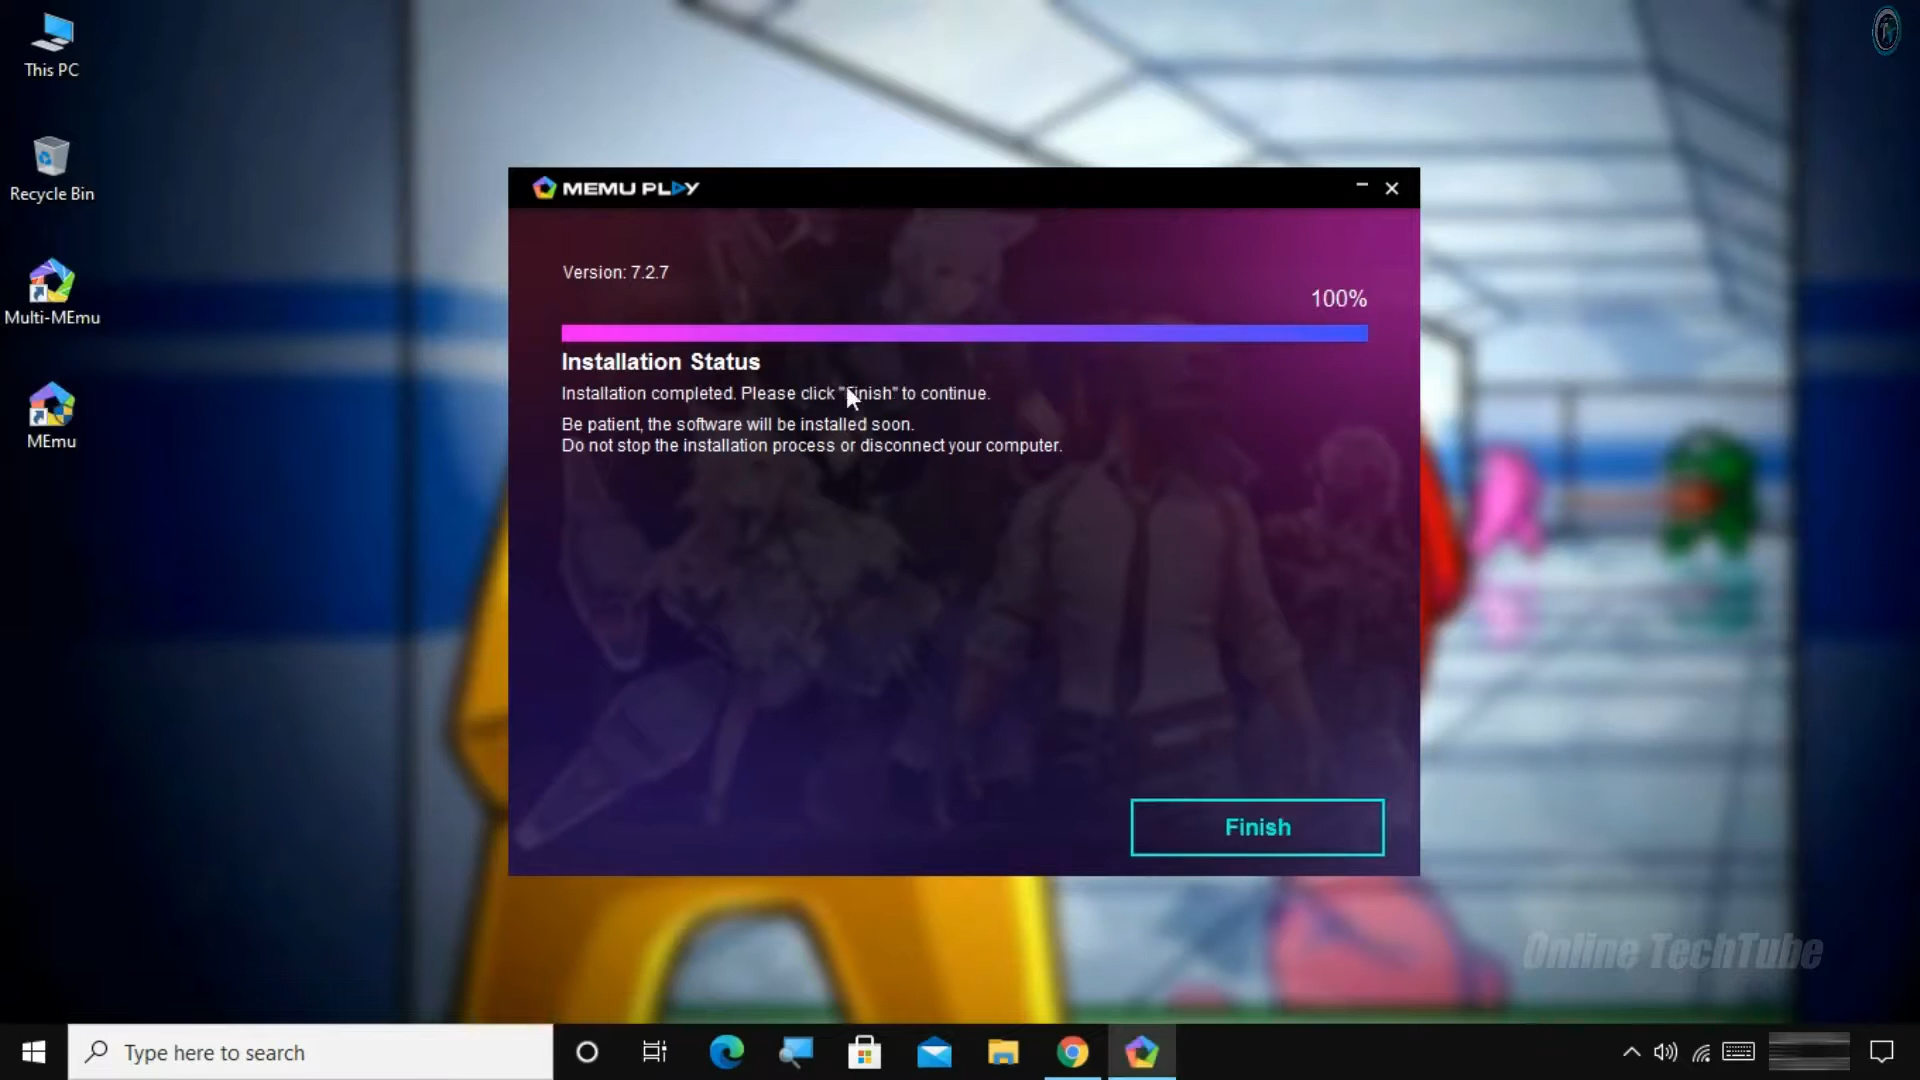 This PC
Recycle Bin
Multi-MEmu
MEmu
MEMU PLAY
Version: 7.2.7
100%
Installation Status
Installation completed. Please click "Finish" to continue.
Be patient, the software will be installed soon.
Do not stop the installation process or disconnect your computer.
Finish
Online TechTube
Type here to search